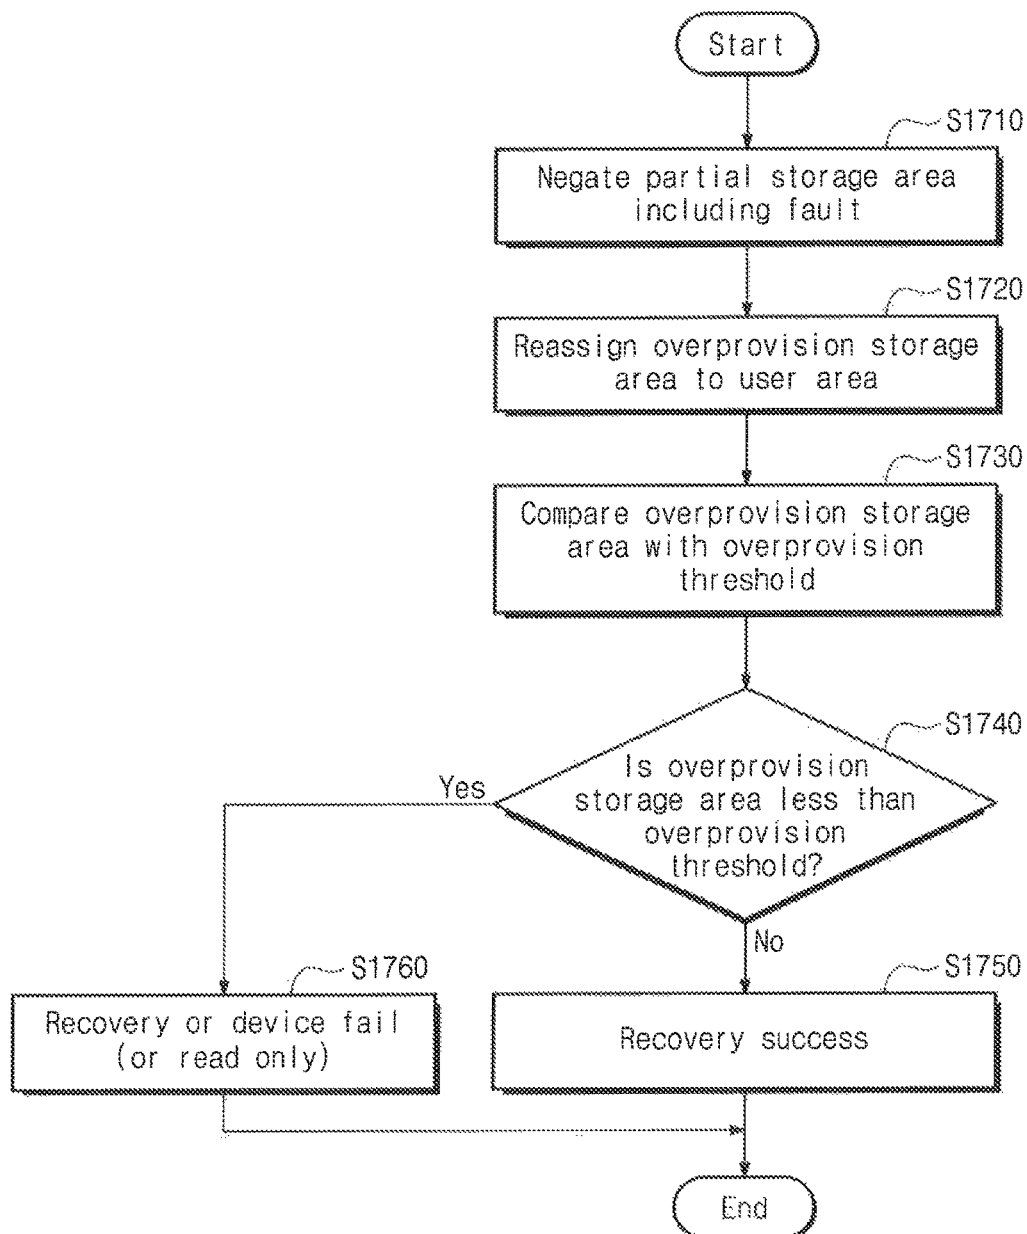 Start
S1710
Negate partial storage area
including fault
S1720
Reassign overprovision storage
area to user area
S1730
Compare overprovision storage
area with overprovision
threshold
S1740
Is overprovision
storage area less than
overprovision
threshold?
Yes
No
S1760
Recovery or device fail
(or read only)
S1750
Recovery success
End